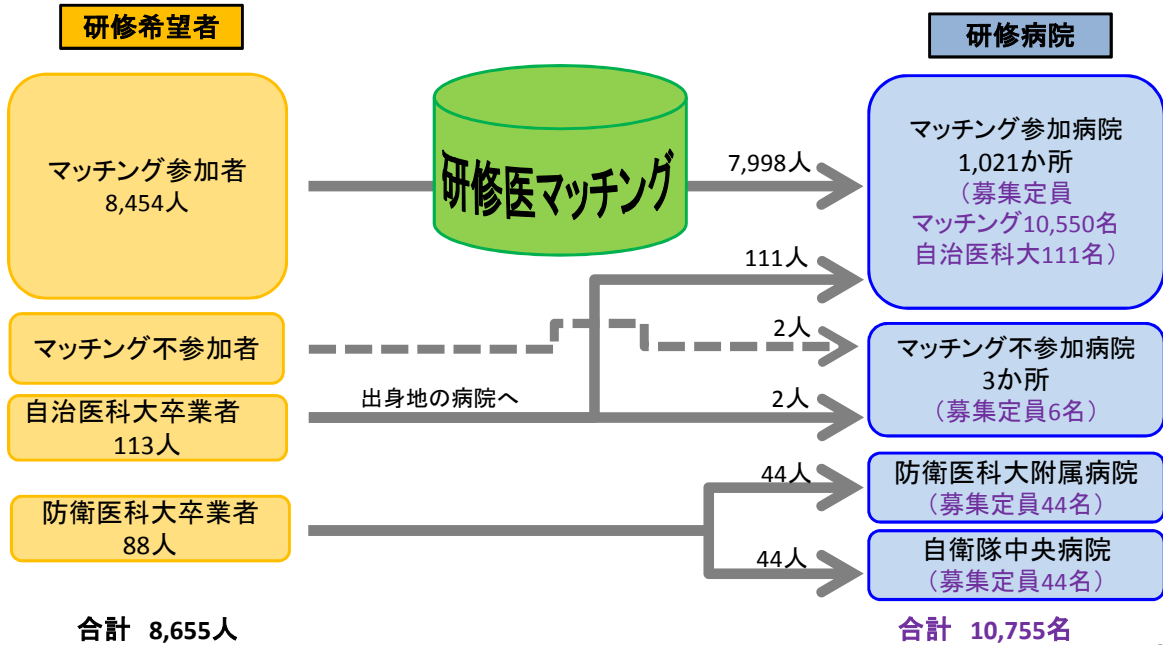 研修希望者
研修病院
マッチング参加者
8,454人
研修医マッチング
7,998人
マッチング参加病院
1,021か所
（募集定員
マッチング10,550名
自治医科大111名）
111人
マッチング不参加者
2人
マッチング不参加病院
3か所
（募集定員6名）
自治医科大卒業者
113人
出身地の病院へ
2人
防衛医科大卒業者
88人
44人
防衛医科大附属病院
（募集定員44名）
44人
自衛隊中央病院
（募集定員44名）
合計 8,655人
合計 10,755名